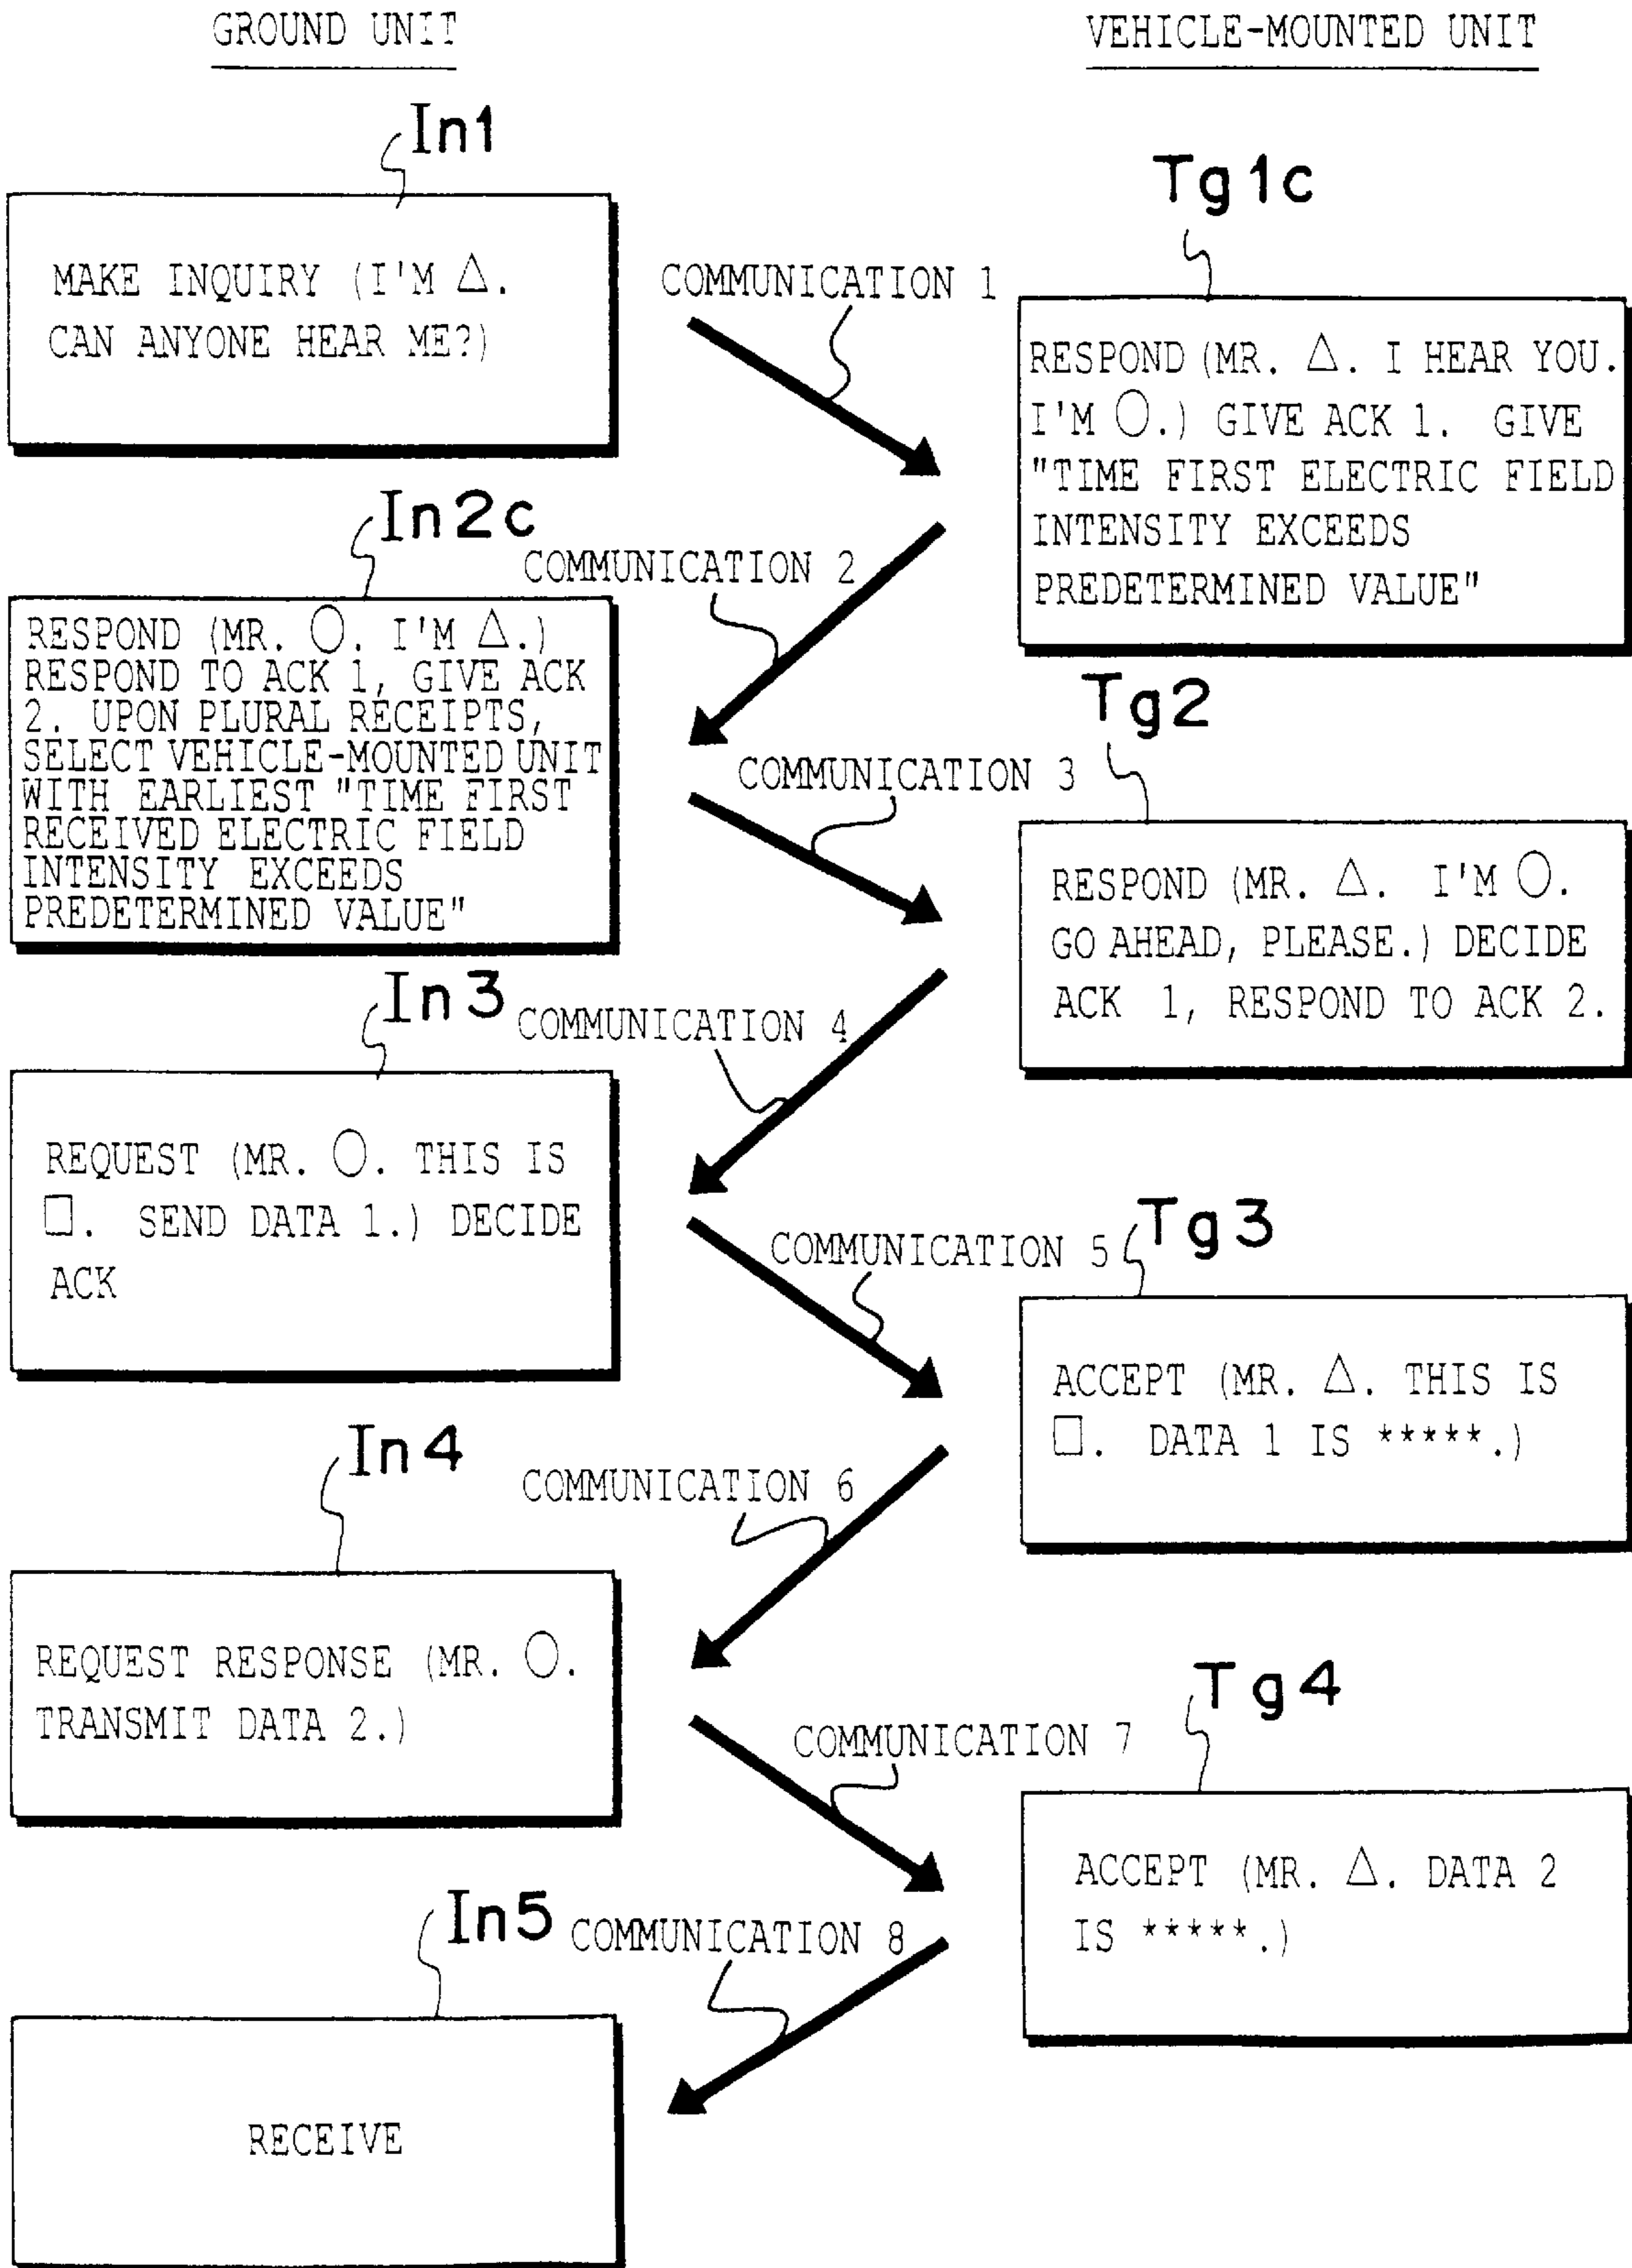 GROUND UNIT
VEHICLE-MOUNTED UNIT
In1
MAKE INQUIRY (I'M △.
CAN ANYONE HEAR ME?)
COMMUNICATION 1
Tg1c
RESPOND (MR. △. I HEAR YOU.
I'M ○.) GIVE ACK 1. GIVE
"TIME FIRST ELECTRIC FIELD
INTENSITY EXCEEDS
PREDETERMINED VALUE"
COMMUNICATION 2
In2c
RESPOND (MR. ○. I'M △.)
RESPOND TO ACK 1, GIVE ACK
2. UPON PLURAL RECEIPTS,
SELECT VEHICLE-MOUNTED UNIT
WITH EARLIEST "TIME FIRST
RECEIVED ELECTRIC FIELD
INTENSITY EXCEEDS
PREDETERMINED VALUE"
COMMUNICATION 3
Tg2
RESPOND (MR. △. I'M ○.
GO AHEAD, PLEASE.) DECIDE
ACK 1, RESPOND TO ACK 2.
COMMUNICATION 4
In3
REQUEST (MR. ○. THIS IS
□. SEND DATA 1.) DECIDE
ACK
COMMUNICATION 5
Tg3
ACCEPT (MR. △. THIS IS
□. DATA 1 IS *****.)
COMMUNICATION 6
In4
REQUEST RESPONSE (MR. ○.
TRANSMIT DATA 2.)
COMMUNICATION 7
Tg4
ACCEPT (MR. △. DATA 2
IS *****.)
COMMUNICATION 8
In5
RECEIVE